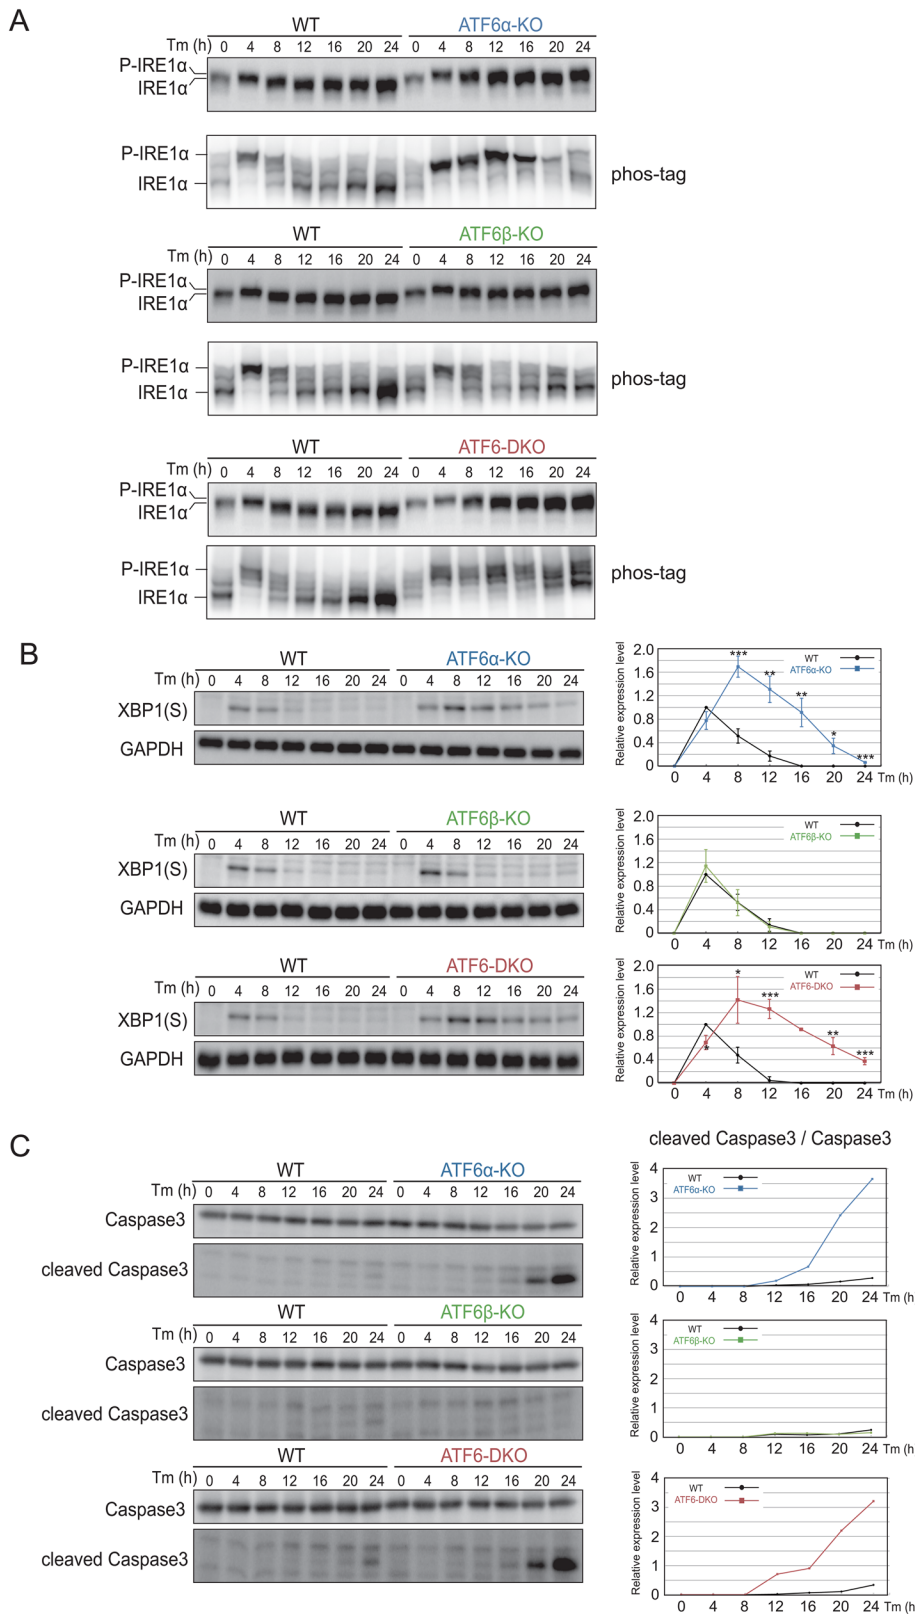 A
WT ATF6α-KO
Tm (h) 0 4 8 12 16 20 24 0 4 8 12 16 20 24
P-IRE1α
IRE1α
P-IRE1α
IRE1α
phos-tag
WT ATF6β-KO
Tm (h) 0 4 8 12 16 20 24 0 4 8 12 16 20 24
P-IRE1α
IRE1α
P-IRE1α
IRE1α
phos-tag
WT ATF6-DKO
Tm (h) 0 4 8 12 16 20 24 0 4 8 12 16 20 24
P-IRE1α
IRE1α
P-IRE1α
IRE1α
phos-tag
B
WT ATF6α-KO
Tm (h) 0 4 8 12 16 20 24 0 4 8 12 16 20 24
XBP1(S)
GAPDH
Relative expression level
2.0
1.6
1.2
0.8
0.4
0
WT
ATF6α-KO
*** ** ** * ***
0 4 8 12 16 20 24 Tm (h)
WT ATF6β-KO
Tm (h) 0 4 8 12 16 20 24 0 4 8 12 16 20 24
XBP1(S)
GAPDH
Relative expression level
2.0
1.6
1.2
0.8
0.4
0
WT
ATF6β-KO
0 4 8 12 16 20 24 Tm (h)
WT ATF6-DKO
Tm (h) 0 4 8 12 16 20 24 0 4 8 12 16 20 24
XBP1(S)
GAPDH
Relative expression level
2.0
1.6
1.2
0.8
0.4
0
WT
ATF6-DKO
* * *** ** ***
0 4 8 12 16 20 24 Tm (h)
C
cleaved Caspase3 / Caspase3
WT ATF6α-KO
Tm (h) 0 4 8 12 16 20 24 0 4 8 12 16 20 24
Caspase3
cleaved Caspase3
Relative expression level
4
3
2
1
0
WT
ATF6α-KO
0 4 8 12 16 20 24 Tm (h
WT ATF6β-KO
Tm (h) 0 4 8 12 16 20 24 0 4 8 12 16 20 24
Caspase3
cleaved Caspase3
Relative expression level
4
3
2
1
0
WT
ATF6β-KO
0 4 8 12 16 20 24 Tm (h
WT ATF6-DKO
Tm (h) 0 4 8 12 16 20 24 0 4 8 12 16 20 24
Caspase3
cleaved Caspase3
Relative expression level
4
3
2
1
0
WT
ATF6-DKO
0 4 8 12 16 20 24 Tm (h